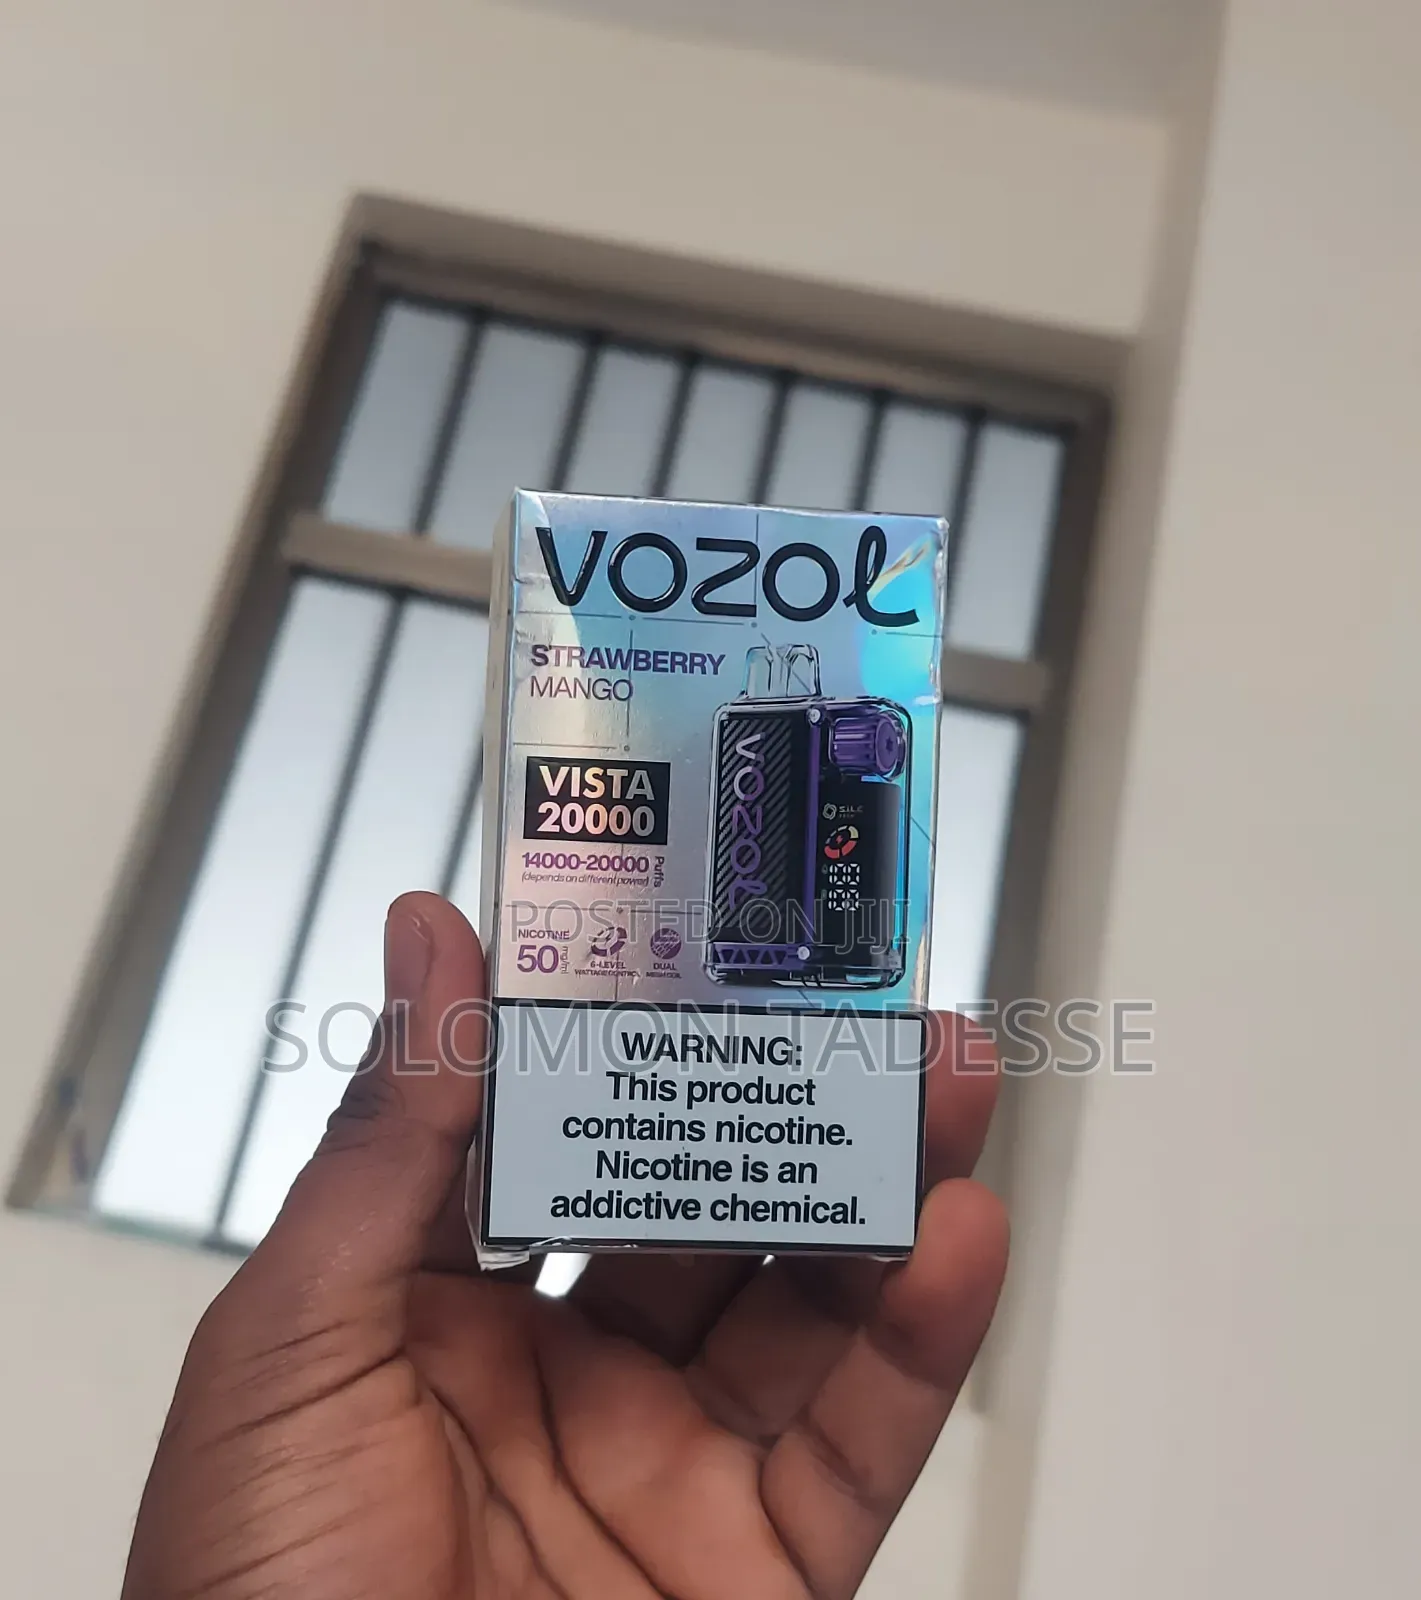 VOZOL
STRAWBERRY
MANGO
VISTA
20000
14000-20000 Puffs
(depends on different power)
NICOTINE
50 mg/ml
6-LEVEL
WATTAGE CONTROL
DUAL
MESH COIL
VOZOL
POSTED ON JIJI
SOLOMON TADESSE
WARNING:
This product
contains nicotine.
Nicotine is an
addictive chemical.